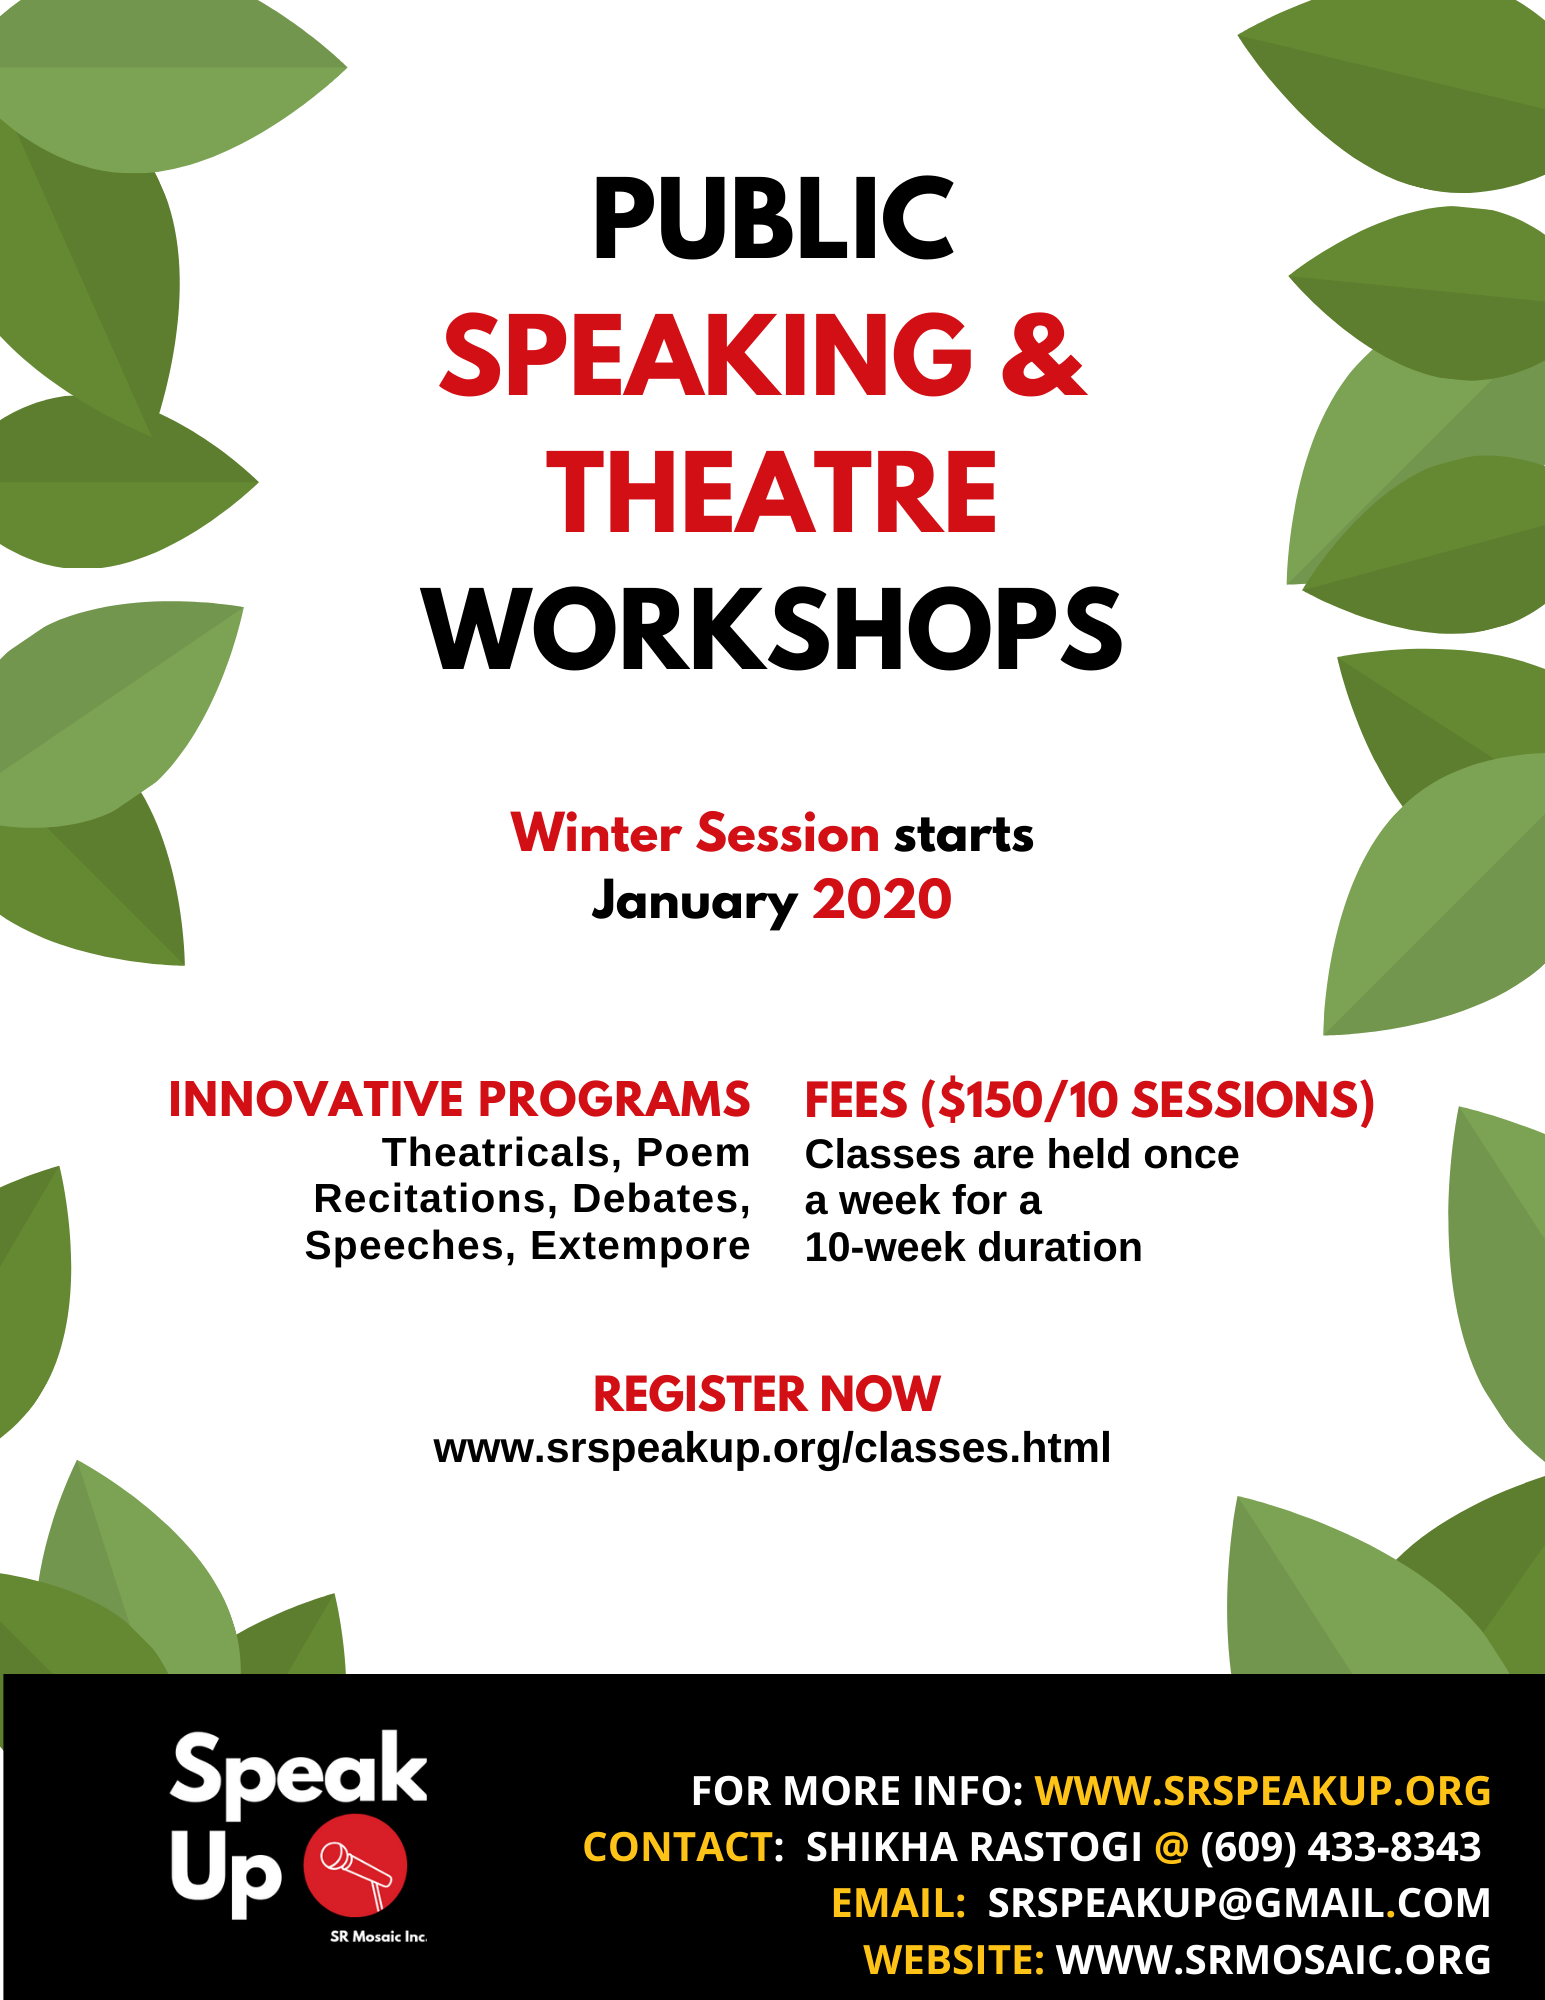 PUBLIC
SPEAKING &
THEATRE
WORKSHOPS
Winter Session starts
January 2020
INNOVATIVE PROGRAMS
Theatricals, Poem
Recitations, Debates,
Speeches, Extempore
FEES ($150/10 SESSIONS)
Classes are held once
a week for a
10-week duration
REGISTER NOW
www.srspeakup.org/classes.html
Speak
Up
SR Mosaic Inc.
FOR MORE INFO: WWW.SRSPEAKUP.ORG
CONTACT: SHIKHA RASTOGI @ (609) 433-8343
EMAIL: SRSPEAKUP@GMAIL.COM
WEBSITE: WWW.SRMOSAIC.ORG